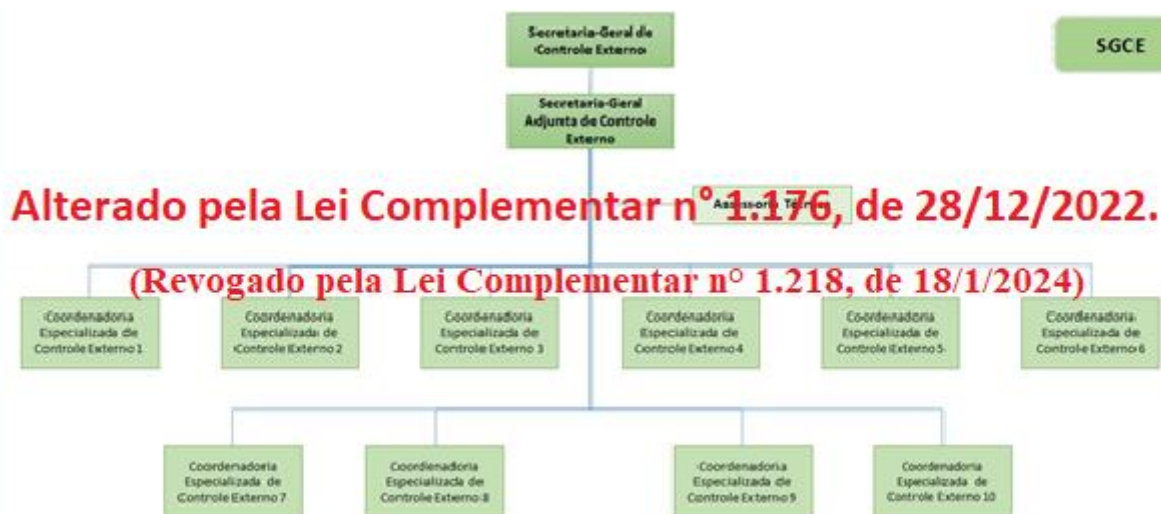 Secretaria-Geral de
Controle Externo
SGCE
Secretaria-Geral
Adjunta de Controle
Externo
Alterado pela Lei Complementar n° 1.176, de 28/12/2022.
Assessoria Técnica
(Revogado pela Lei Complementar n° 1.218, de 18/1/2024)
Coordenadoria
Especializada de
Controle Externo 1
Coordenadoria
Especializada de
Controle Externo 2
Coordenadoria
Especializada de
Controle Externo 3
Coordenadoria
Especializada de
Controle Externo 4
Coordenadoria
Especializada de
Controle Externo 5
Coordenadoria
Especializada de
Controle Externo 6
Coordenadoria
Especializada de
Controle Externo 7
Coordenadoria
Especializada de
Controle Externo 8
Coordenadoria
Especializada de
Controle Externo 9
Coordenadoria
Especializada de
Controle Externo 10